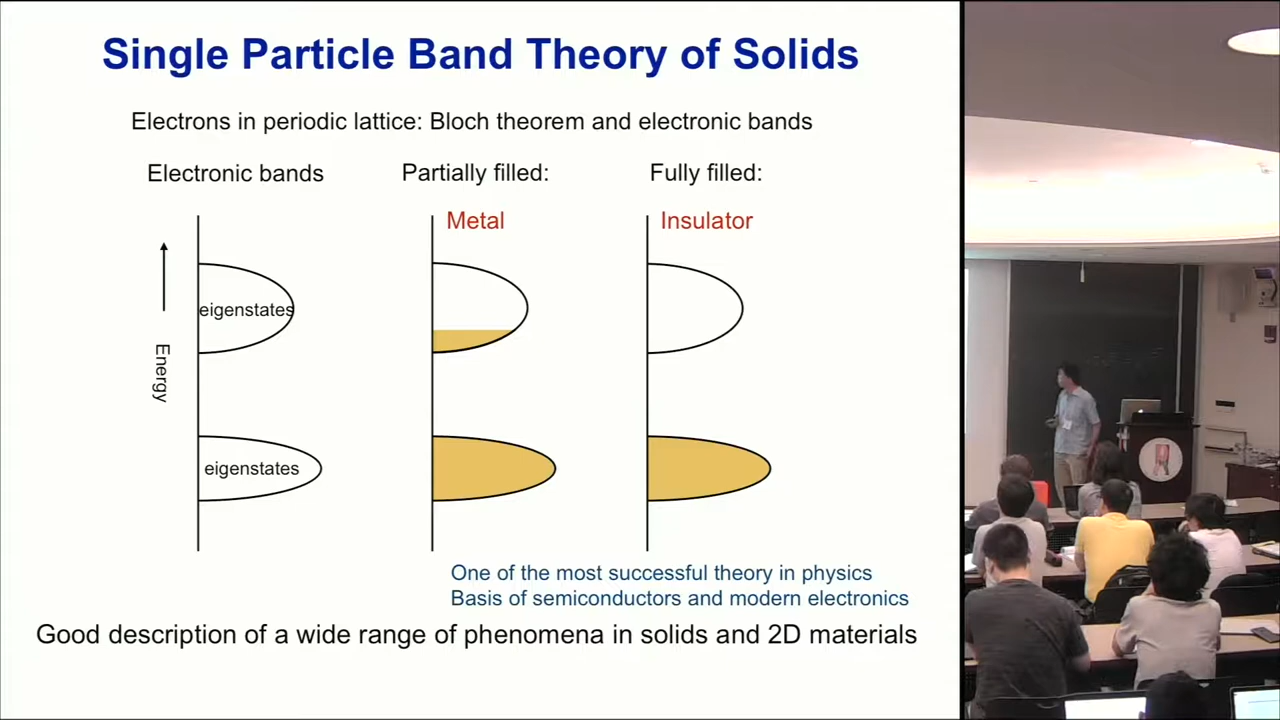 Single Particle Band Theory of Solids
Electrons in periodic lattice: Bloch theorem and electronic bands
Electronic bands
Partially filled:
Fully filled:
Metal
Insulator
eigenstates
Energy
eigenstates
One of the most successful theory in physics
Basis of semiconductors and modern electronics
Good description of a wide range of phenomena in solids and 2D materials